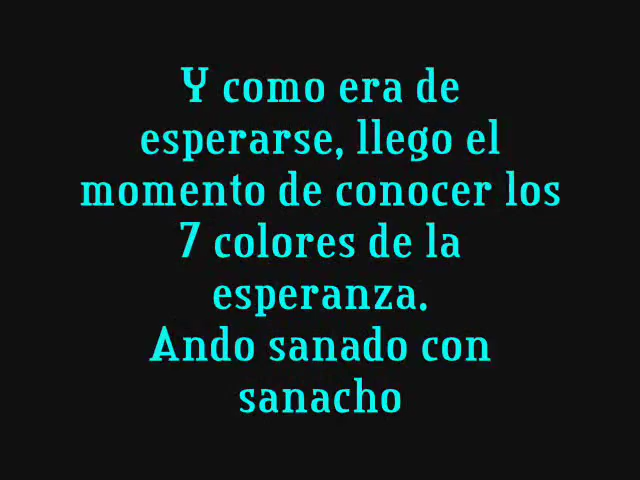 Y como era de
esperarse, llego el
momento de conocer los
7 colores de la
esperanza.
Ando sanado con
sanacho